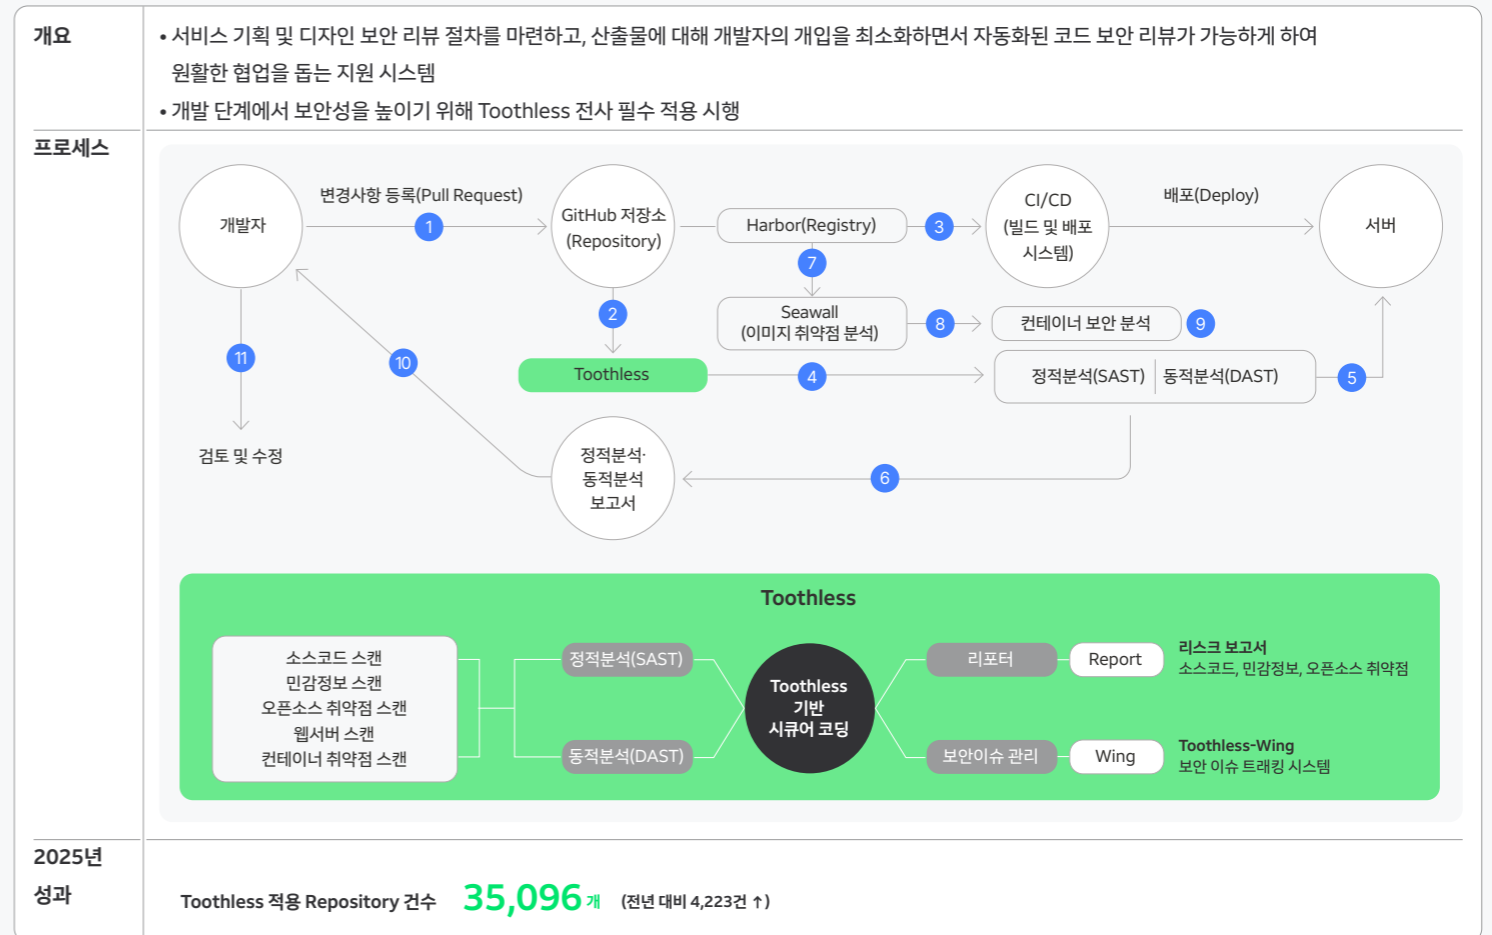 개요
• 서비스 기획 및 디자인 보안 리뷰 절차를 마련하고, 산출물에 대해 개발자의 개입을 최소화하면서 자동화된 코드 보안 리뷰가 가능하게 하여
원활한 협업을 돕는 지원 시스템
• 개발 단계에서 보안성을 높이기 위해 Toothless 전사 필수 적용 시행
프로세스
개발자
변경사항 등록(Pull Request)
1
GitHub 저장소
(Repository)
Harbor(Registry)
3
CI/CD
(빌드 및 배포
시스템)
배포(Deploy)
서버
7
2
Seawall
(이미지 취약점 분석)
8
컨테이너 보안 분석
9
11
10
Toothless
4
정적분석(SAST)
동적분석(DAST)
5
검토 및 수정
정적분석·
동적분석
보고서
6
Toothless
소스코드 스캔
민감정보 스캔
오픈소스 취약점 스캔
웹서버 스캔
컨테이너 취약점 스캔
정적분석(SAST)
동적분석(DAST)
Toothless
기반
시큐어 코딩
리포터
Report
리스크 보고서
소스코드, 민감정보, 오픈소스 취약점
보안이슈 관리
Wing
Toothless-Wing
보안 이슈 트래킹 시스템
2025년
성과
Toothless 적용 Repository 건수 35,096 개 (전년 대비 4,223건 ↑)